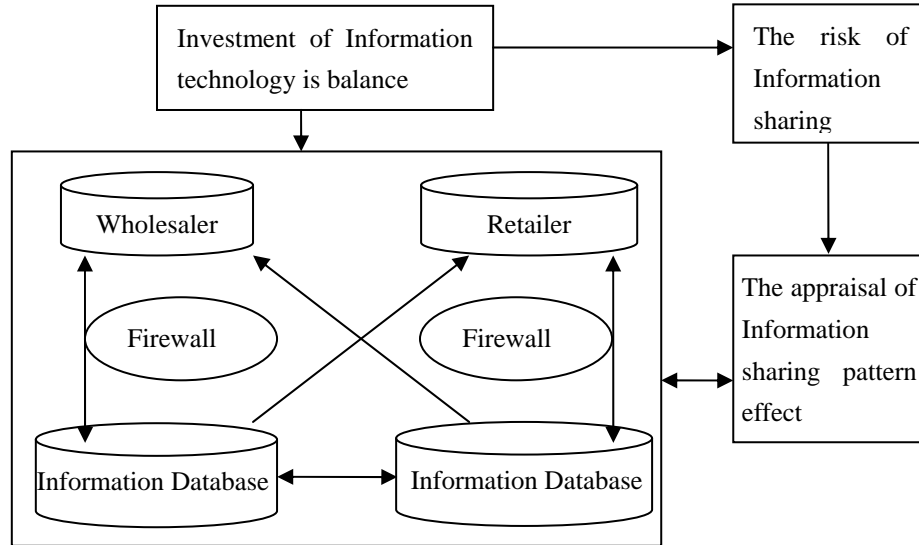 Investment of Information
technology is balance
The risk of
Information
sharing
Wholesaler
Retailer
Firewall
Firewall
The appraisal of
Information
sharing pattern
effect
Information Database
Information Database